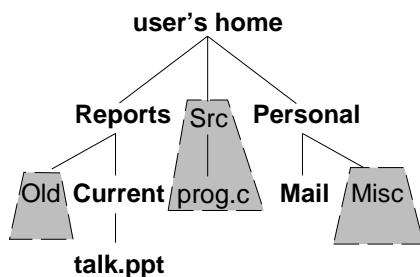 user's home
Reports Src Personal
Old Current prog.c Mail Misc
talk.ppt